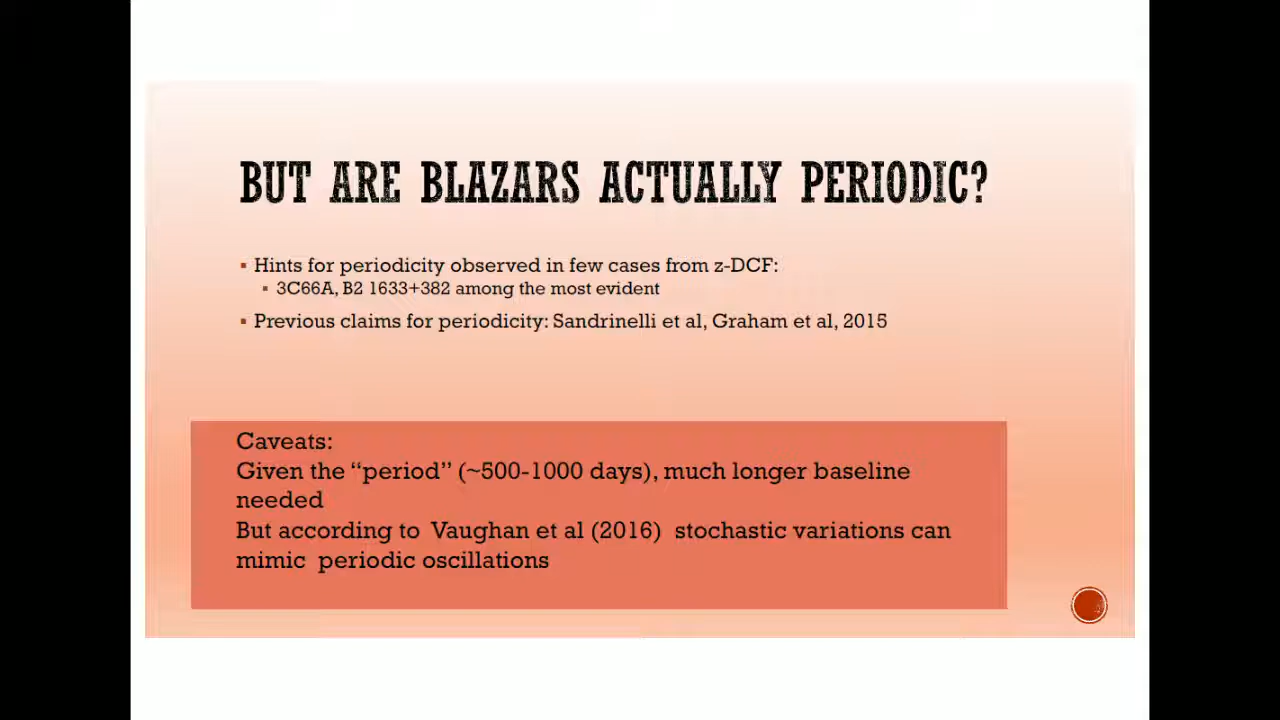 BUT ARE BLAZARS ACTUALLY PERIODIC?
▪ Hints for periodicity observed in few cases from z-DCF:
▪ 3C66A, B2 1633+382 among the most evident
▪ Previous claims for periodicity: Sandrinelli et al, Graham et al, 2015
Caveats:
Given the “period” (~500-1000 days), much longer baseline
needed
But according to Vaughan et al (2016) stochastic variations can
mimic periodic oscillations